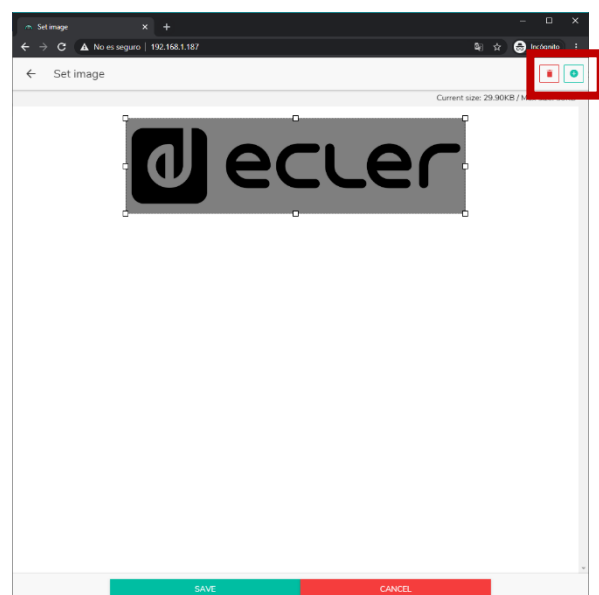 Set image
No es seguro | 192.168.1.187
Incógnito
Set image
Current size: 29.90KB /
ecler
SAVE
CANCEL